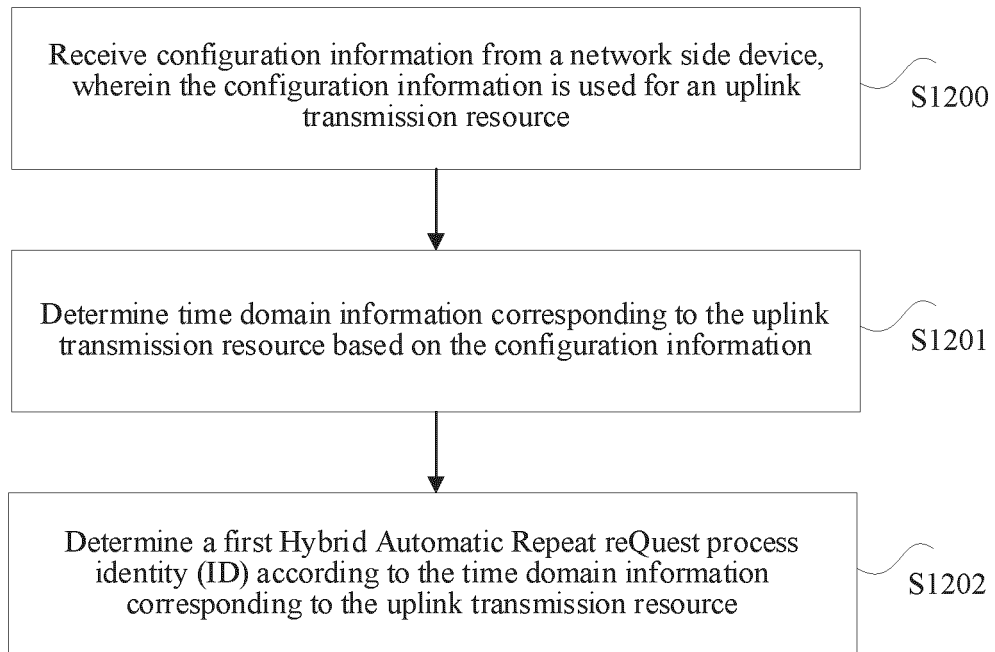 Receive configuration information from a network side device,
wherein the configuration information is used for an uplink
transmission resource
S1200
Determine time domain information corresponding to the uplink
transmission resource based on the configuration information
S1201
Determine a first Hybrid Automatic Repeat reQuest process
identity (ID) according to the time domain information
corresponding to the uplink transmission resource
S1202